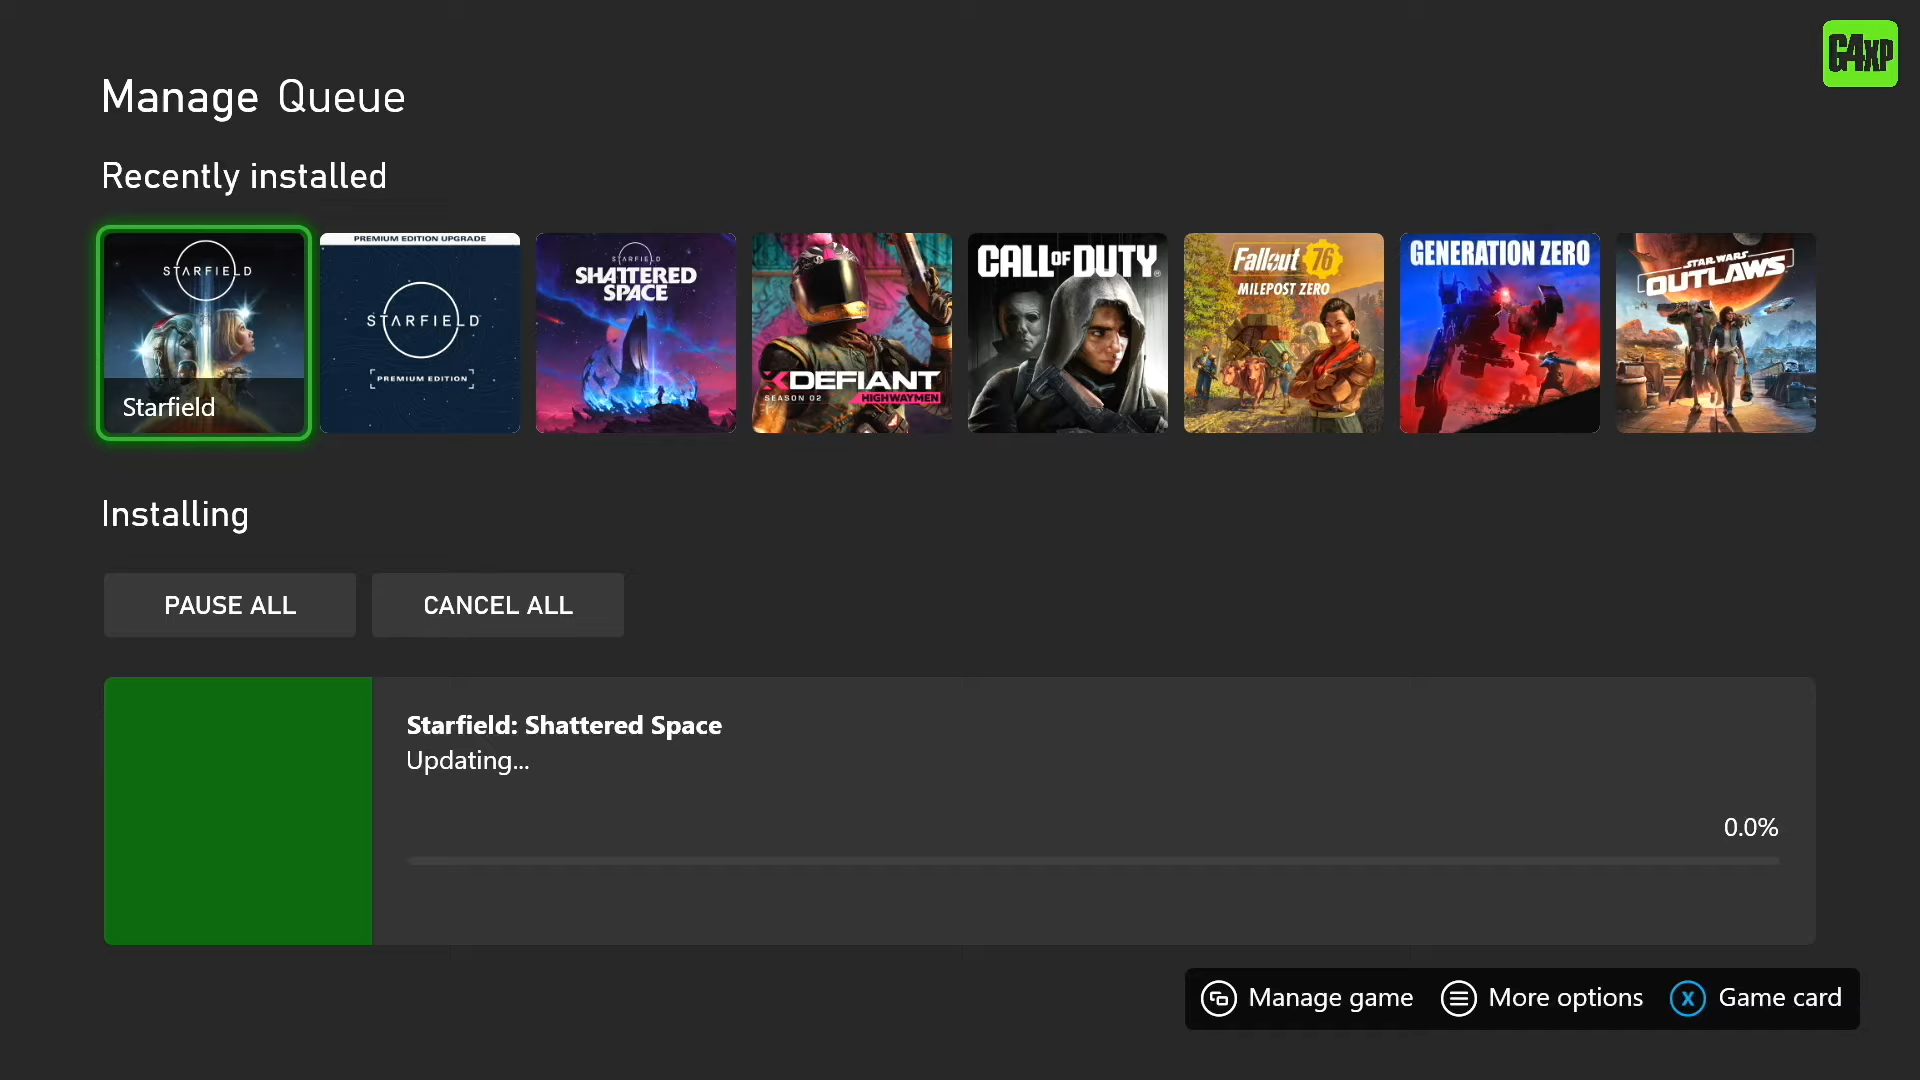 G4XP
Manage Queue
Recently installed
STARFIELD
Starfield
PREMIUM EDITION UPGRADE
STARFIELD
PREMIUM EDITION
STARFIELD
SHATTERED
SPACE
XDEFIANT
SEASON 02 HIGHWAYMEN
CALL OF DUTY
Fallout 76
MILEPOST ZERO
GENERATION ZERO
STAR WARS
OUTLAWS
Installing
PAUSE ALL CANCEL ALL
Starfield: Shattered Space
Updating...
0.0%
Manage game More options X Game card